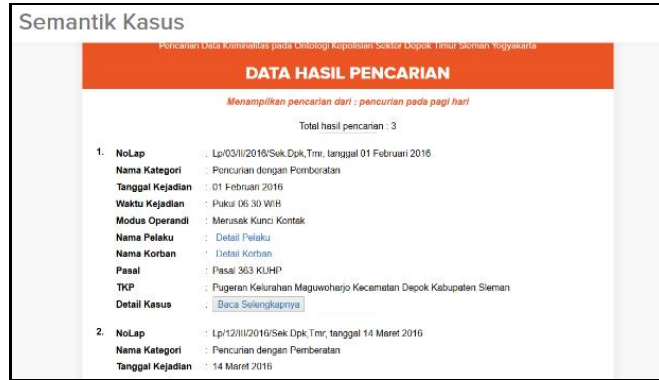 Semantik Kasus
Pencarian Data Kriminalitas pada Ontologi Kepolisian Sektor Depok Timur Sleman Yogyakarta
DATA HASIL PENCARIAN
Menampilkan pencarian dari : pencurian pada pagi hari
Total hasil pencarian : 3
1. NoLap : Lp/03/II/2016/Sek.Dpk,Tmr, tanggal 01 Februari 2016
Nama Kategori : Pencurian dengan Pemberatan
Tanggal Kejadian : 01 Februari 2016
Waktu Kejadian : Pukul 06 30 WIB
Modus Operandi : Merusak Kunci Kontak
Nama Pelaku : Detail Pelaku
Nama Korban : Detail Korban
Pasal : Pasal 363 KUHP
TKP : Pugeran Kelurahan Maguwoharjo Kecamatan Depok Kabupaten Sleman
Detail Kasus : Baca Selengkapnya
2. NoLap : Lp/12/III/2016/Sek.Dpk,Tmr, tanggal 14 Maret 2016
Nama Kategori : Pencurian dengan Pemberatan
Tanggal Kejadian : 14 Maret 2016